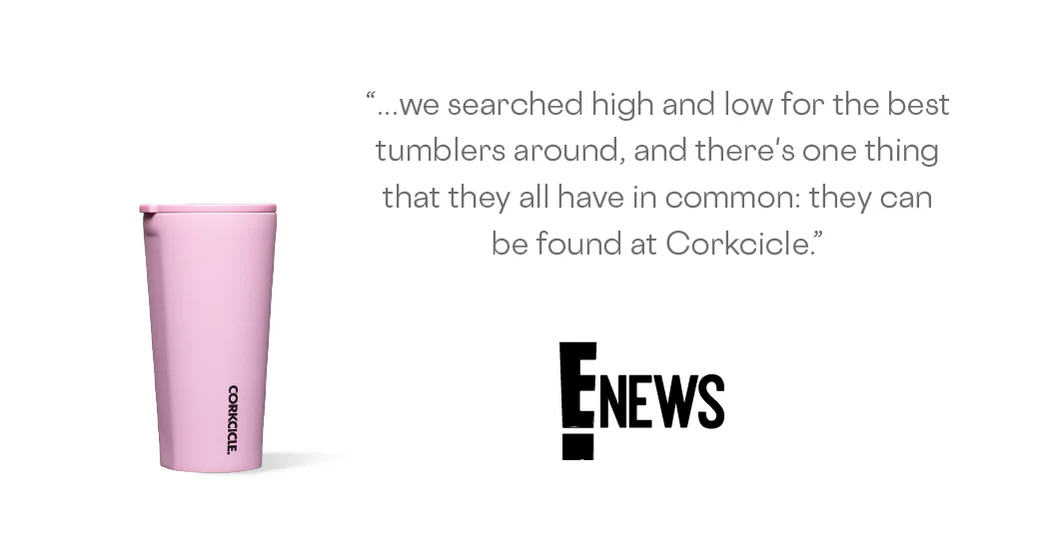 “...we searched high and low for the best
tumblers around, and there's one thing
that they all have in common: they can
be found at Corkcicle.”
CORKCICLE.
E! NEWS